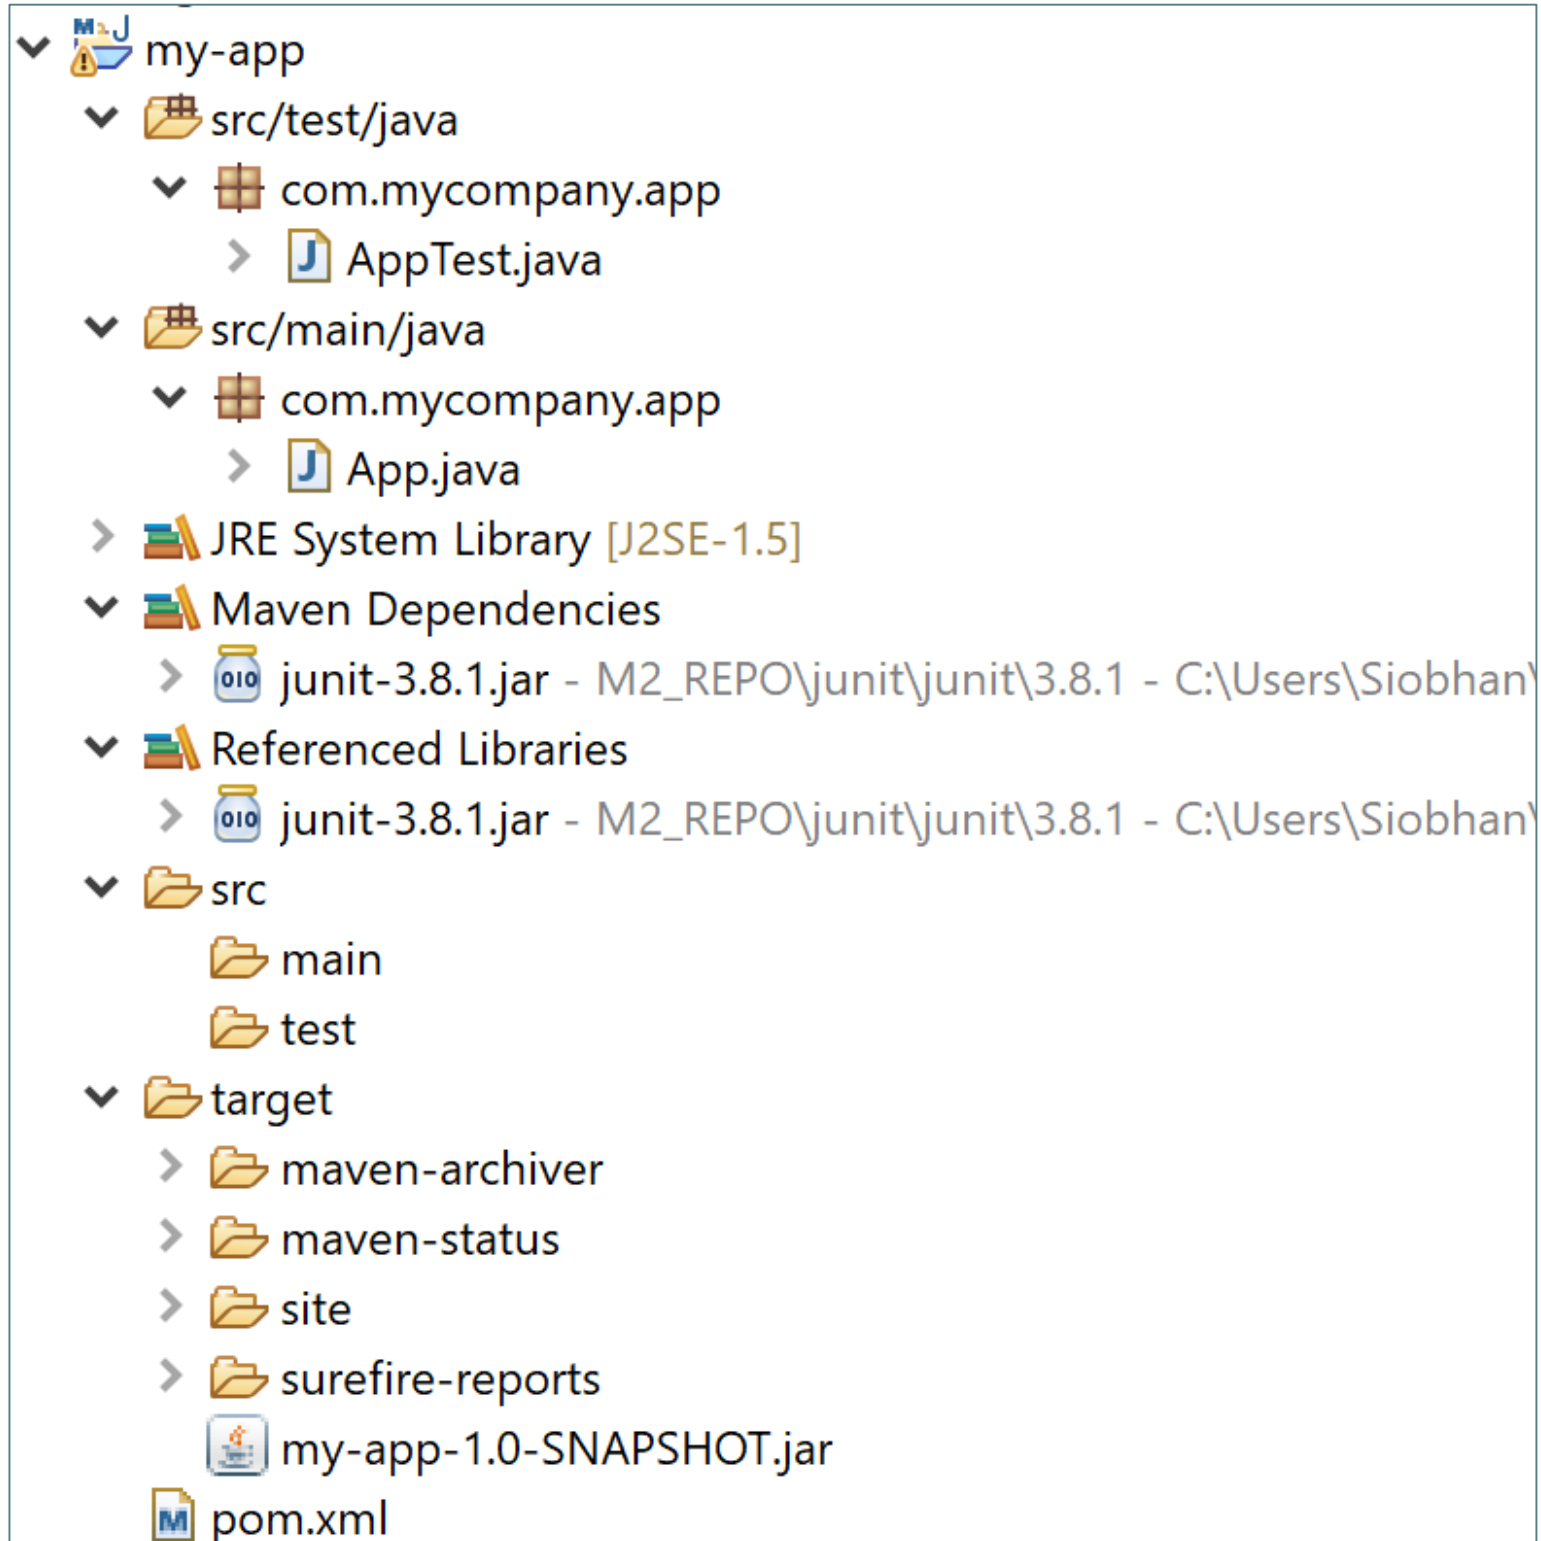 my-app
src/test/java
com.mycompany.app
AppTest.java
src/main/java
com.mycompany.app
App.java
JRE System Library [J2SE-1.5]
Maven Dependencies
junit-3.8.1.jar - M2_REPO\junit\junit\3.8.1 - C:\Users\Siobhan\
Referenced Libraries
junit-3.8.1.jar - M2_REPO\junit\junit\3.8.1 - C:\Users\Siobhan\
src
main
test
target
maven-archiver
maven-status
site
surefire-reports
my-app-1.0-SNAPSHOT.jar
pom.xml